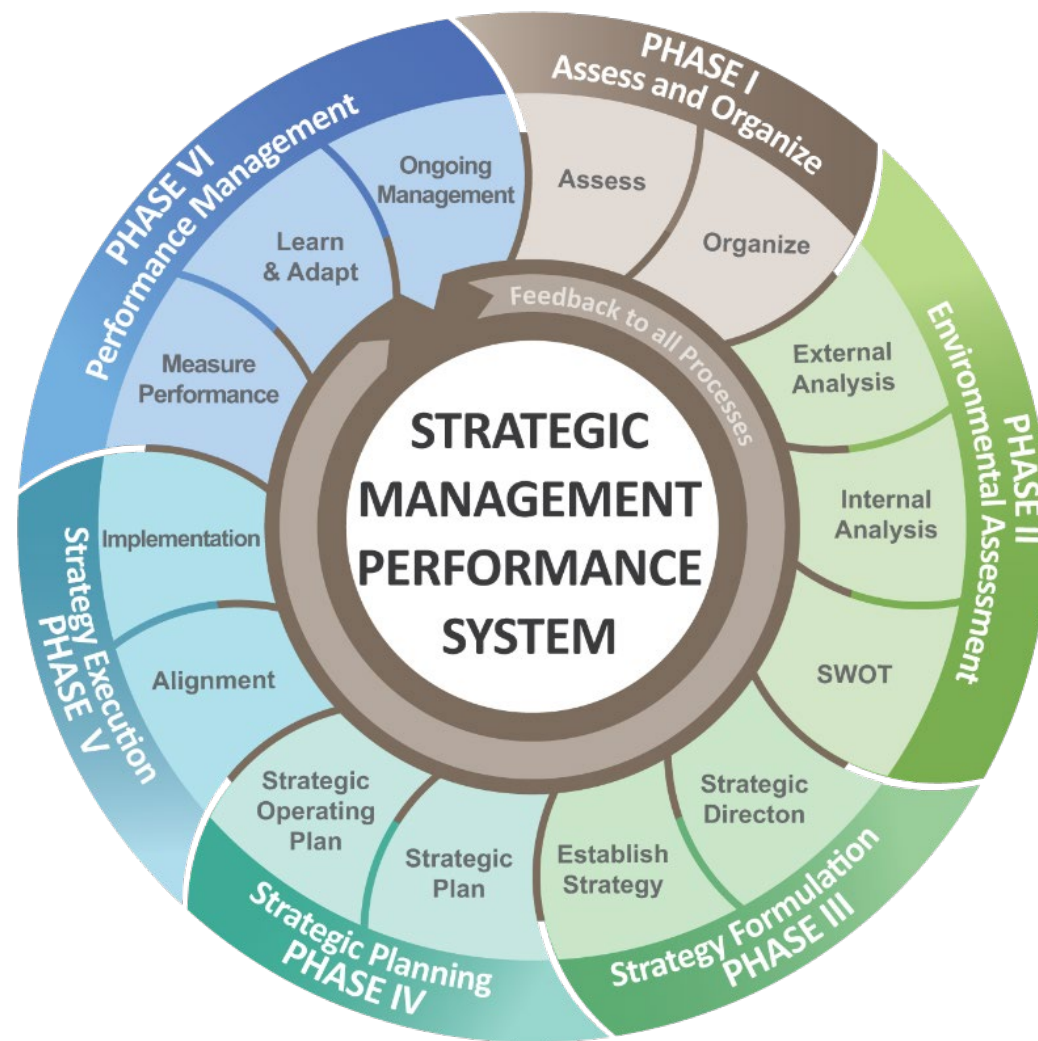 PHASE I
Assess and Organize
Assess
Organize
PHASE II
Environmental Assessment
External
Analysis
Internal
Analysis
SWOT
Strategic
Directon
Establish
Strategy
Strategy Formulation
PHASE III
Strategic
Plan
Strategic
Operating
Plan
Strategic Planning
PHASE IV
Alignment
Implementation
Strategy Execution
PHASE V
Measure
Performance
Learn
& Adapt
Ongoing
Management
PHASE VI
Performance Management
Feedback to all Processes
STRATEGIC
MANAGEMENT
PERFORMANCE
SYSTEM